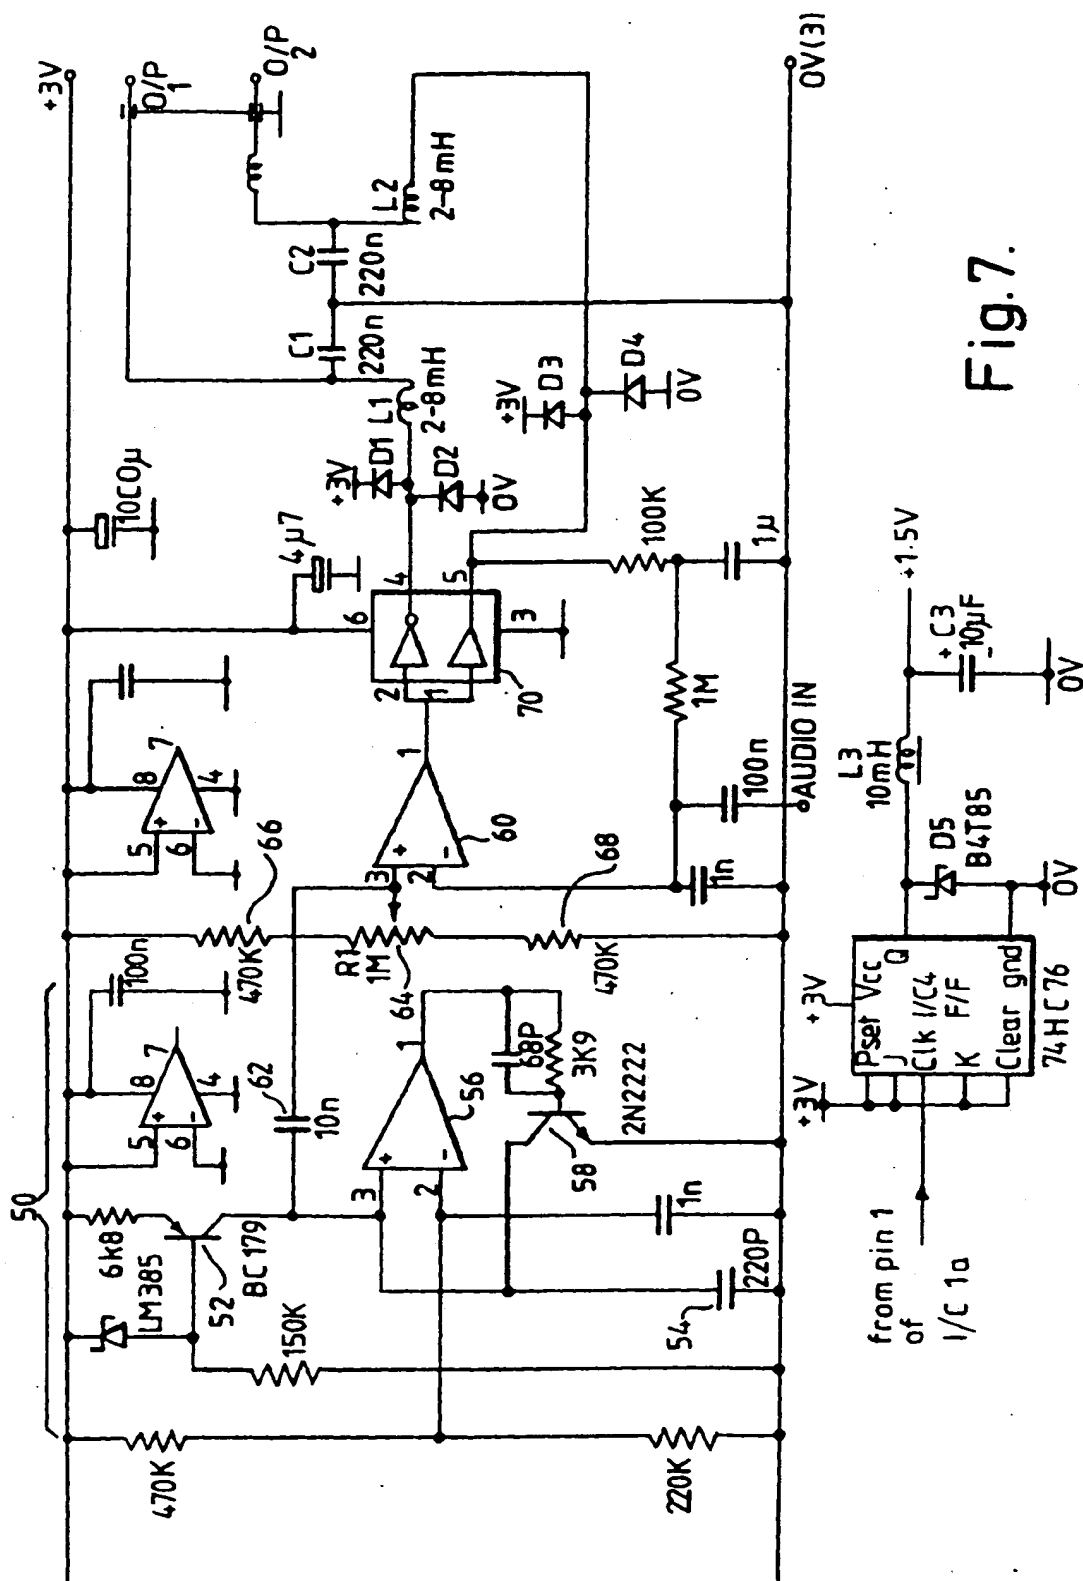 50
+3V
O/P
1
O/P
2
10C0µ
4µ7
+3V
D1
D2
0V
L1
2-8mH
C1
220n
C2
220n
L2
2-8mH
+3V
D3
D4
0V
6
4
5
3
2
1
70
100K
1µ
1M
100n
AUDIO IN
1n
5
6
+
-
8
7
4
66
470K
R1
1M
64
68
470K
3
2
+
-
1
60
100n
5
6
+
-
8
7
4
62
10n
6k8
LM385
52
BC179
150K
470K
220K
3
2
+
-
1
56
68P
3K9
58
2N2222
1n
54
220P
0V(3)
from pin 1
of
I/C 1a
+3V
+3V
Pset Vcc
J
Q
Clk I/C4
F/F
K
Clear gnd
74HC76
D5
B4T85
0V
L3
10mH
+1.5V
+C3
10µF
-
0V
Fig.7.